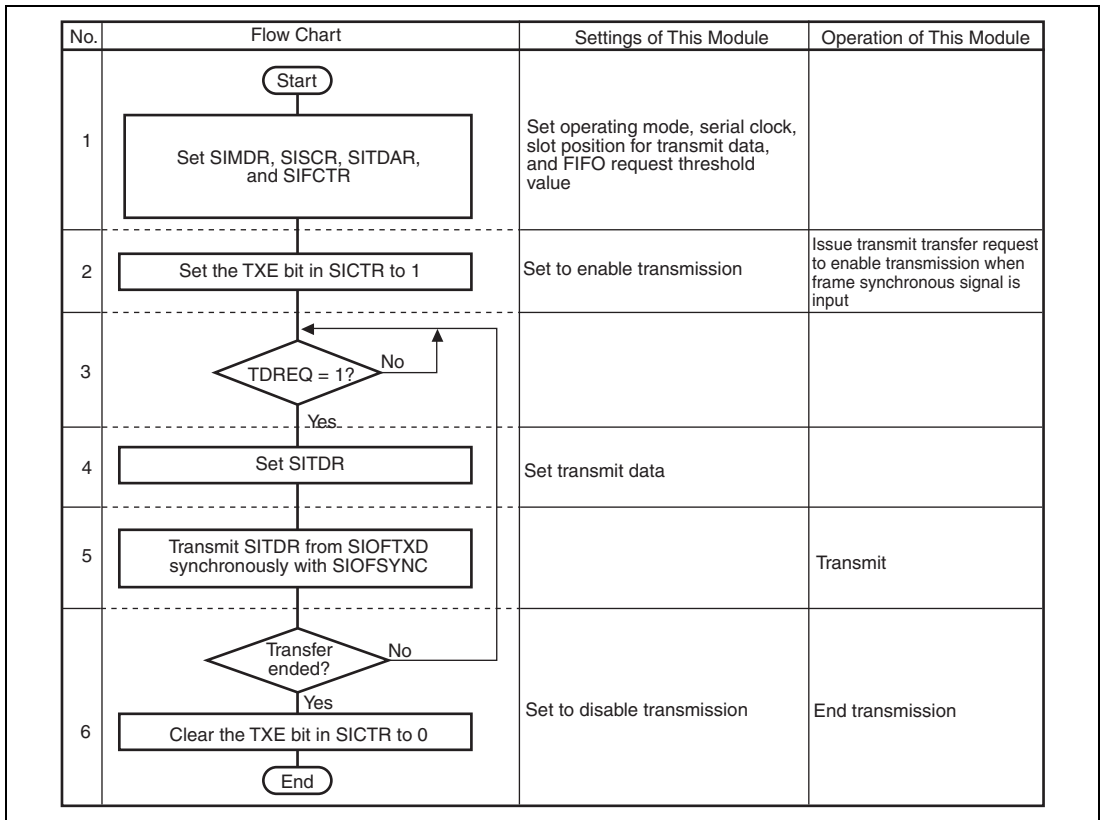 No. Flow Chart Settings of This Module Operation of This Module
Start
1
Set SIMDR, SISCR, SITDAR,
and SIFCTR
Set operating mode, serial clock,
slot position for transmit data,
and FIFO request threshold
value
2
Set the TXE bit in SICTR to 1
Set to enable transmission
Issue transmit transfer request
to enable transmission when
frame synchronous signal is
input
3
TDREQ = 1?
No
Yes
4
Set SITDR
Set transmit data
5
Transmit SITDR from SIOFTXD
synchronously with SIOFSYNC
Transmit
Transfer
ended?
No
Yes
6
Clear the TXE bit in SICTR to 0
Set to disable transmission
End transmission
End